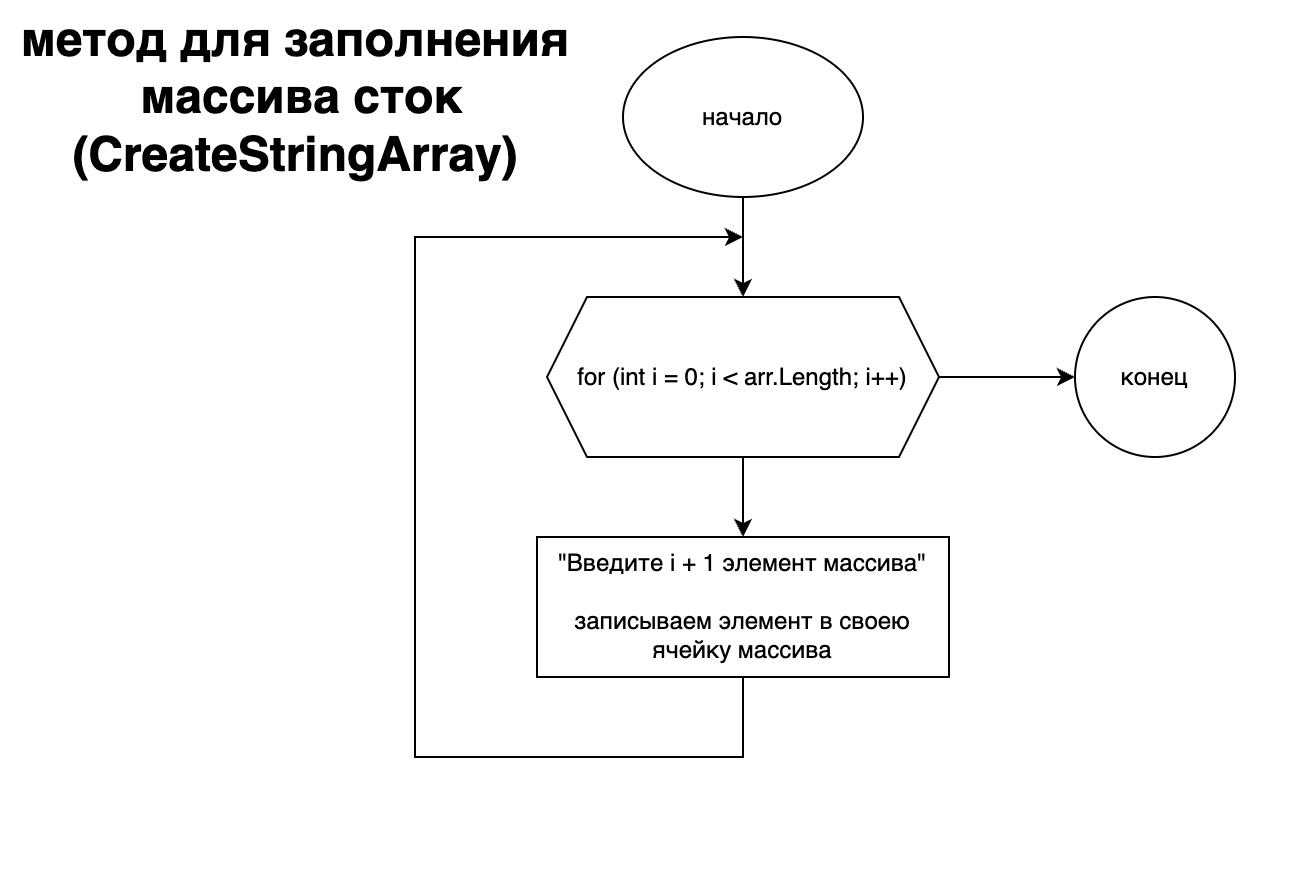 метод для заполнения
массива сток
(CreateStringArray)
начало
for (int i = 0; i < arr.Length; i++)
конец
"Введите i + 1 элемент массива"
записываем элемент в своею
ячейку массива